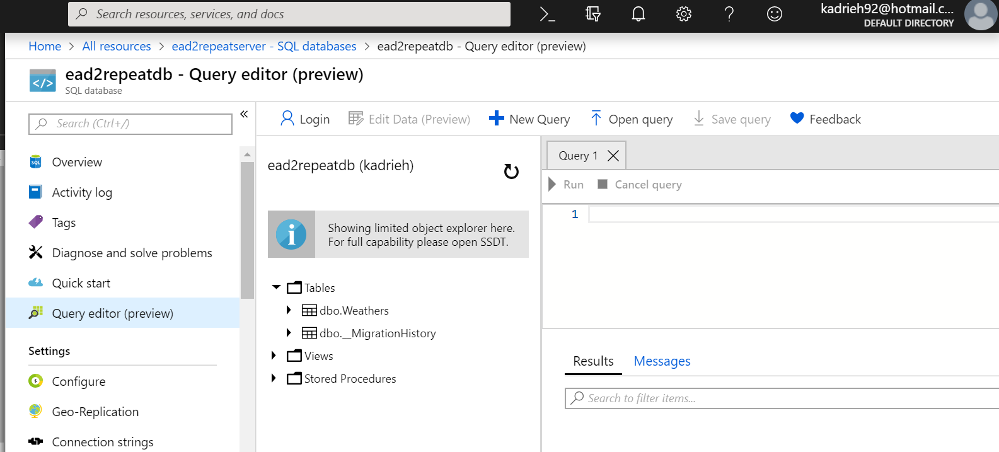 Search resources, services, and docs
kadrieh92@hotmail.c...
DEFAULT DIRECTORY
Home > All resources > ead2repeatserver - SQL databases > ead2repeatdb - Query editor (preview)
ead2repeatdb - Query editor (preview)
SQL database
Search (Ctrl+/)
«
Overview
Activity log
Tags
Diagnose and solve problems
Quick start
Query editor (preview)
Settings
Configure
Geo-Replication
Connection strings
Login
Edit Data (Preview)
New Query
Open query
Save query
Feedback
ead2repeatdb (kadrieh)
Showing limited object explorer here.
For full capability please open SSDT.
Tables
dbo.Weathers
dbo.__MigrationHistory
Views
Stored Procedures
Query 1
Run
Cancel query
1
Results
Messages
Search to filter items...